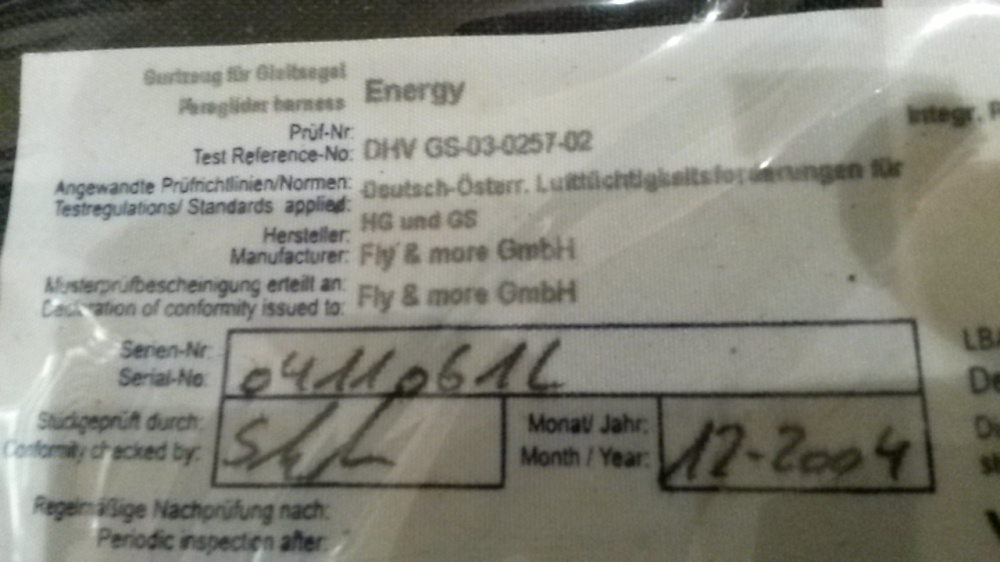 Gurtzeug für Gleitsegel
Paraglider harness Energy
Prüf-Nr:
Test Reference-No: DHV GS-03-0257-02
Integr.
Angewandte Prüfrichtlinien/Normen: Deutsch-Österr. Lufttüchtigkeitsforderungen für
Testregulations/ Standards applied: HG und GS
Hersteller:
Manufacturer: Fly & more GmbH
Musterprüfbescheinigung erteilt an:
Declaration of conformity issued to: Fly & more GmbH
Serien-Nr:
Serial-No: 04110616L
Stückgeprüft durch: Monat/ Jahr:
Conformity checked by: Month / Year: 12-2004
Regelmäßige Nachprüfung nach:
Periodic inspection after: